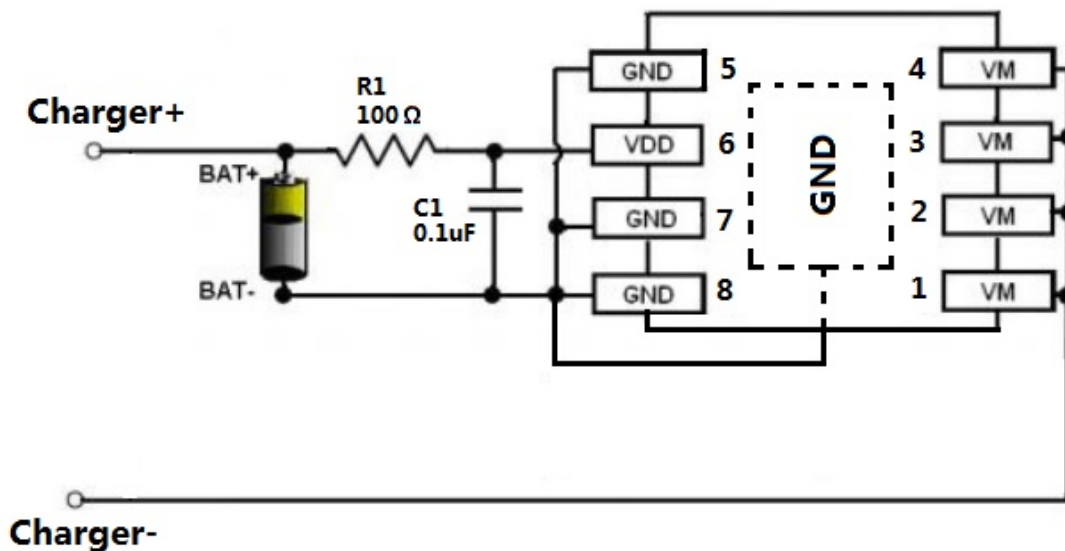 GND 5
4 VM
R1
100 Ω
Charger+
VDD 6
3 VM
GND
BAT+
C1
0.1uF
GND 7
2 VM
BAT-
GND 8
1 VM
Charger-